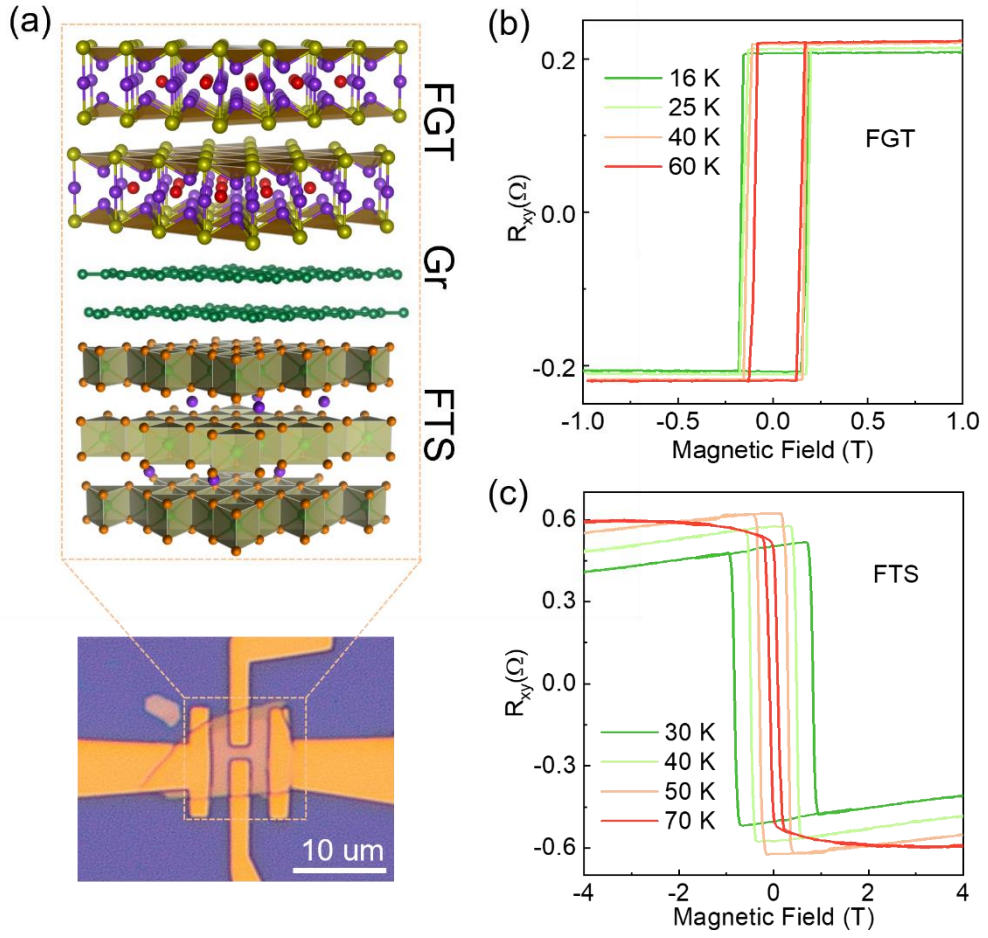 (a)
FGT
Gr
FTS
10 um
(b)
0.2
0.0
-0.2
R_xy(Ω)
16 K
25 K
40 K
60 K
FGT
-1.0 -0.5 0.0 0.5 1.0
Magnetic Field (T)
(c)
0.6
0.3
0.0
-0.3
-0.6
R_xy(Ω)
FTS
30 K
40 K
50 K
70 K
-4 -2 0 2 4
Magnetic Field (T)